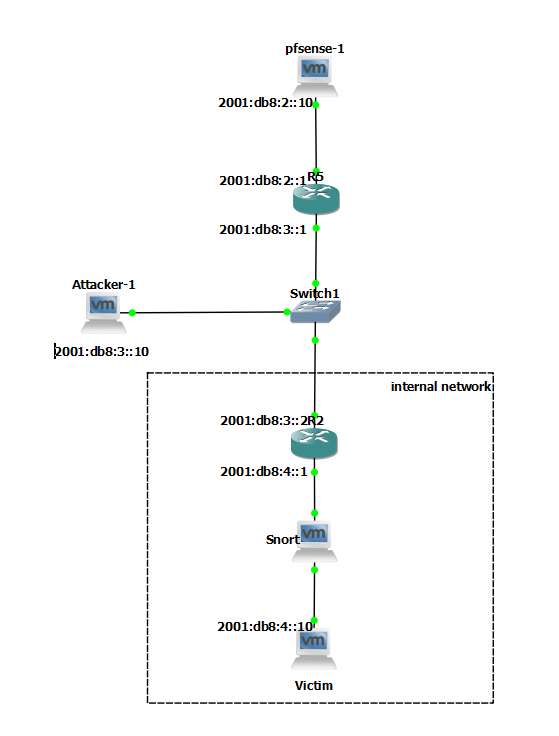 pfsense-1
vm
2001:db8:2::10
2001:db8:2::1
R5
2001:db8:3::1
Attacker-1
vm
Switch1
2001:db8:3::10
internal network
2001:db8:3::2
R2
2001:db8:4::1
Snort
vm
2001:db8:4::10
vm
Victim